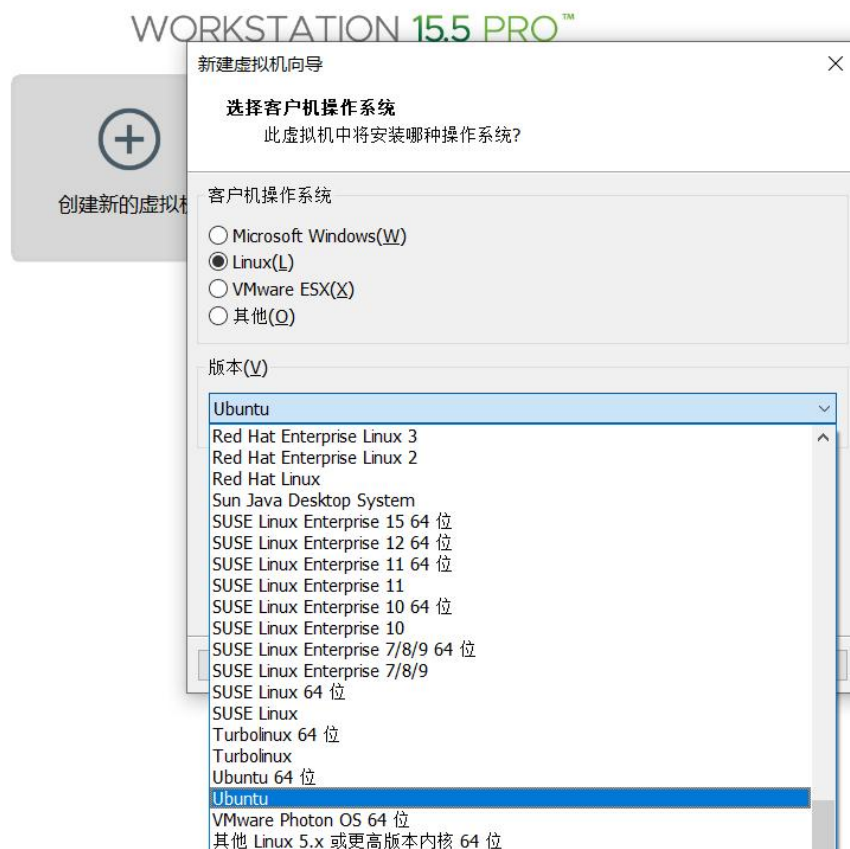 WORKSTATION 15.5 PRO™
新建虚拟机向导
选择客户机操作系统
此虚拟机中将安装哪种操作系统?
创建新的虚拟
客户机操作系统
Microsoft Windows(W)
Linux(L)
VMware ESX(X)
其他(O)
版本(V)
Ubuntu
Red Hat Enterprise Linux 3
Red Hat Enterprise Linux 2
Red Hat Linux
Sun Java Desktop System
SUSE Linux Enterprise 15 64 位
SUSE Linux Enterprise 12 64 位
SUSE Linux Enterprise 11 64 位
SUSE Linux Enterprise 11
SUSE Linux Enterprise 10 64 位
SUSE Linux Enterprise 10
SUSE Linux Enterprise 7/8/9 64 位
SUSE Linux Enterprise 7/8/9
SUSE Linux 64 位
SUSE Linux
Turbolinux 64 位
Turbolinux
Ubuntu 64 位
Ubuntu
VMware Photon OS 64 位
其他 Linux 5.x 或更高版本内核 64 位